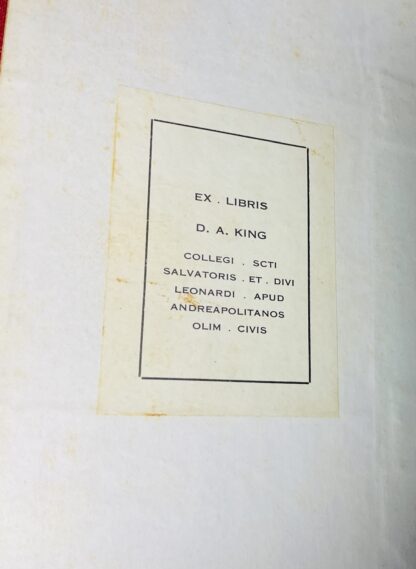 EX . LIBRIS
D. A. KING
COLLEGI . SCTI
SALVATORIS . ET . DIVI
LEONARDI . APUD
ANDREAPOLITANOS
OLIM . CIVIS